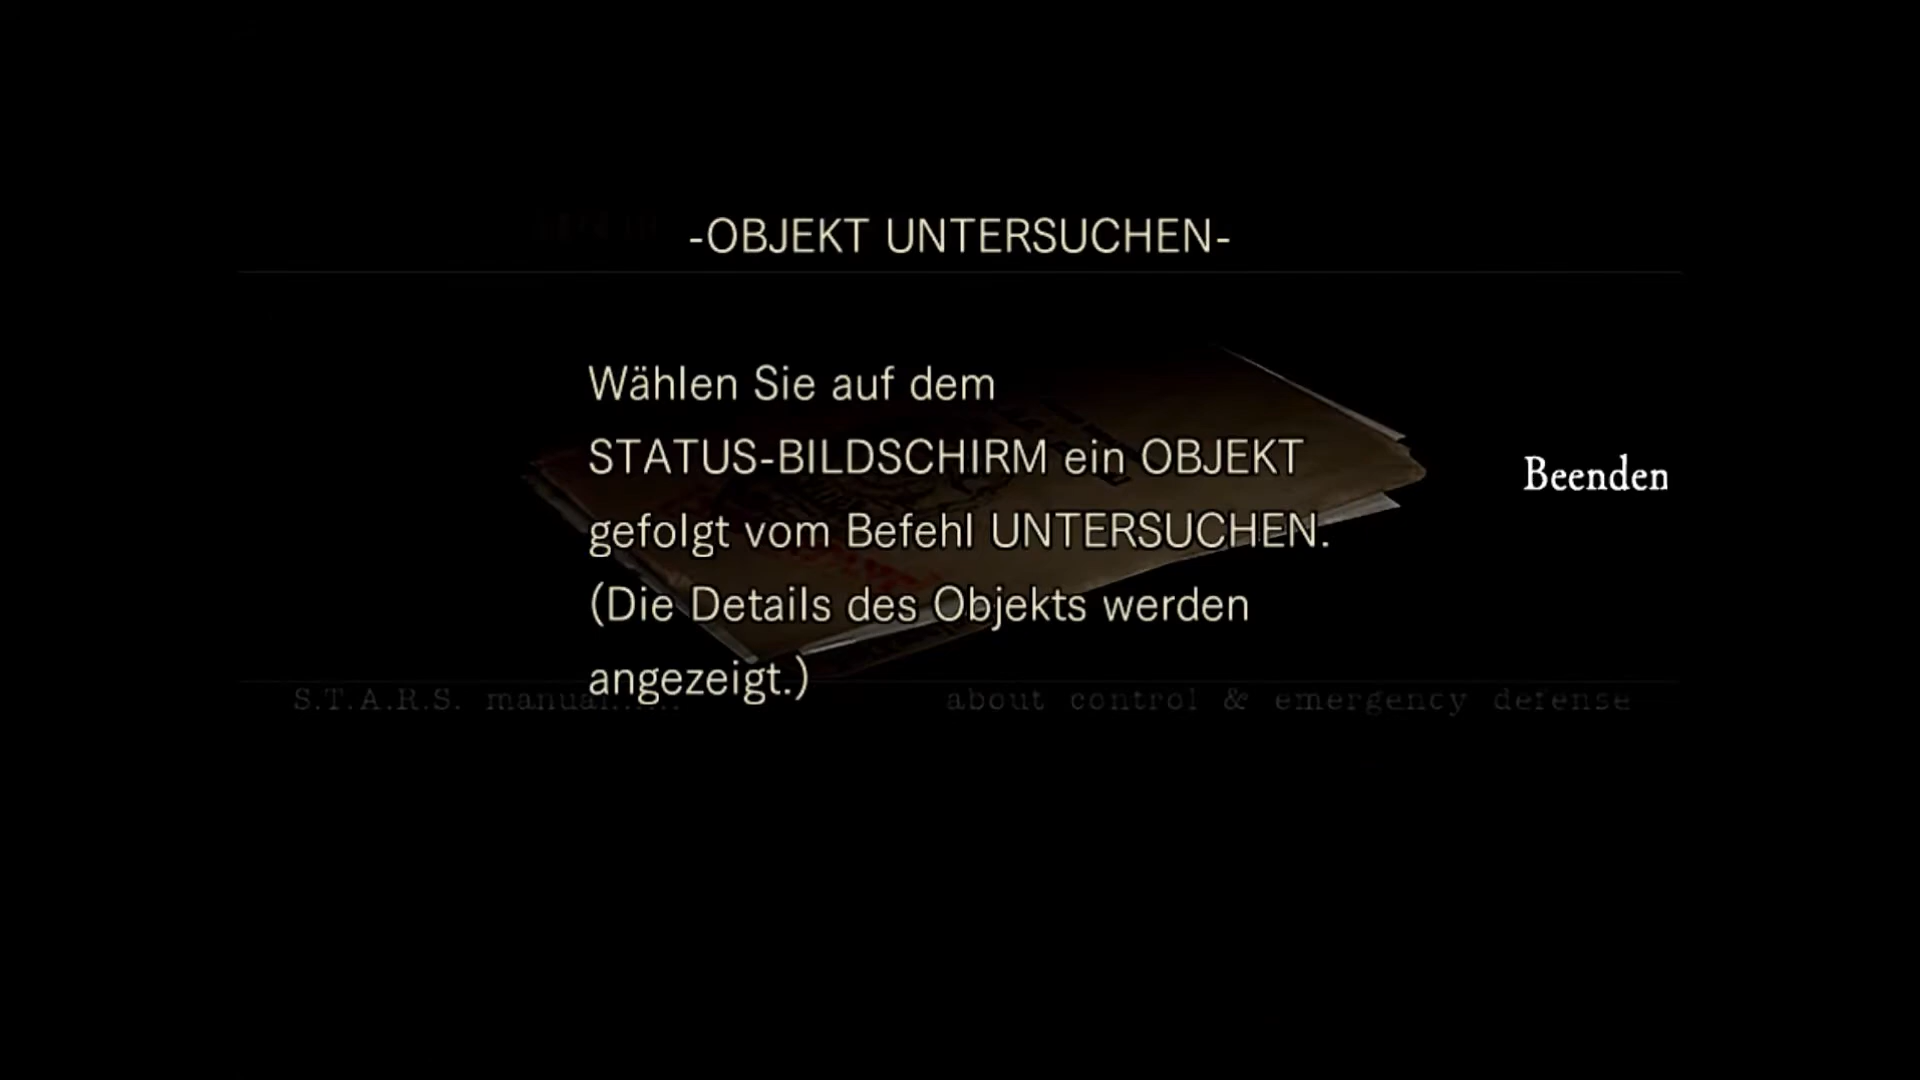 -OBJEKT UNTERSUCHEN-
Wählen Sie auf dem
STATUS-BILDSCHIRM ein OBJEKT
gefolgt vom Befehl UNTERSUCHEN.
(Die Details des Objekts werden
angezeigt.)
Beenden
S.T.A.R.S. manual...... about control & emergency defense